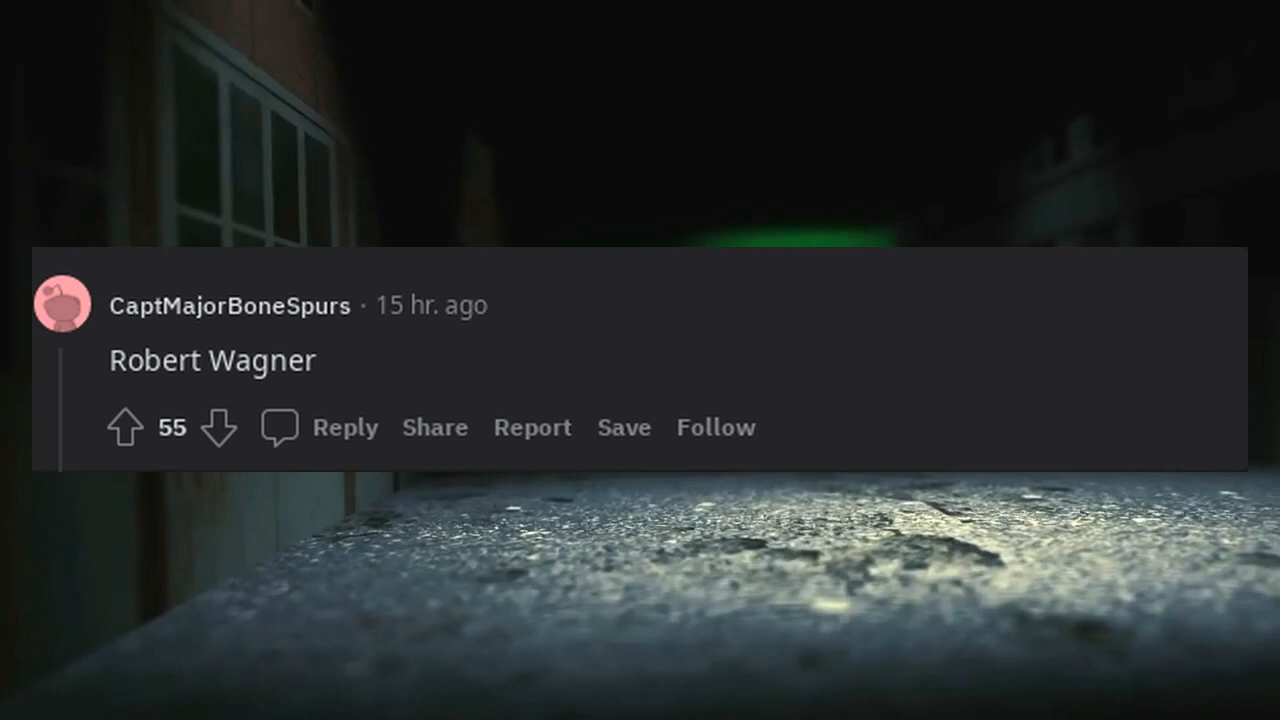 CaptMajorBoneSpurs · 15 hr. ago
Robert Wagner
55 Reply Share Report Save Follow